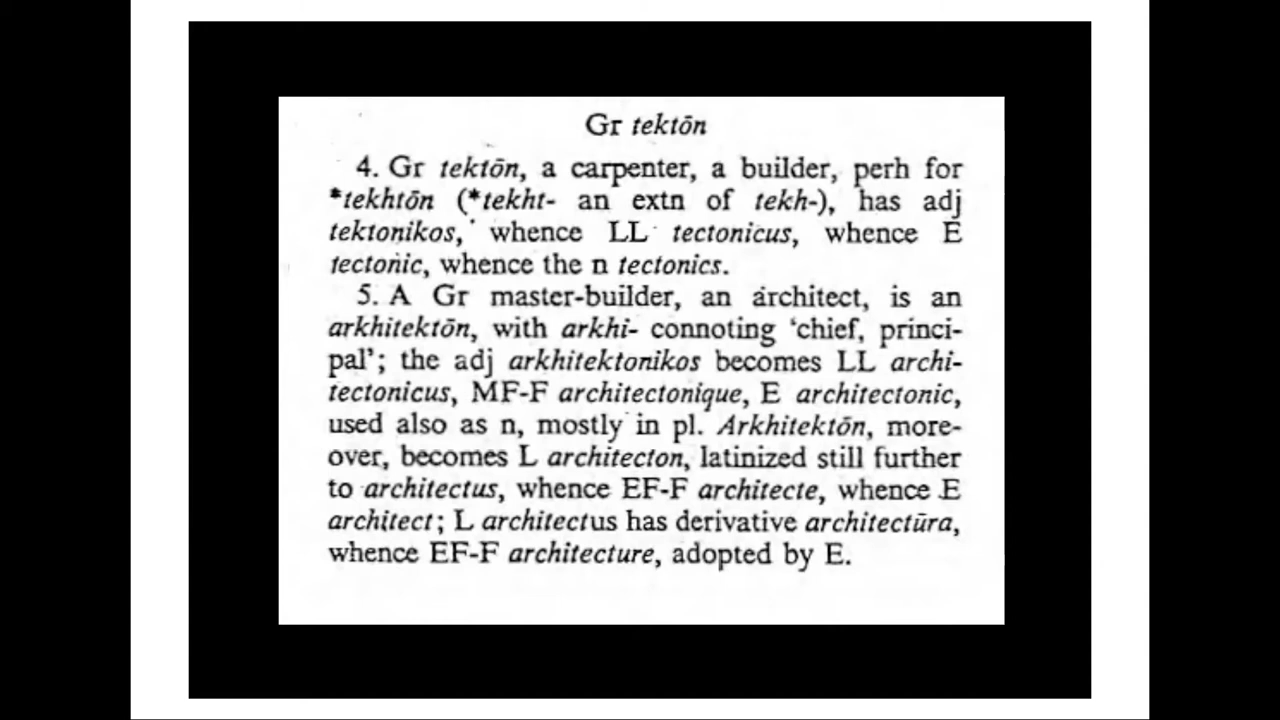 Gr tektōn
4. Gr tektōn, a carpenter, a builder, perh for
*tekhtōn (*tekht- an extn of tekh-), has adj
tektonikos, whence LL tectonicus, whence E
tectonic, whence the n tectonics.
5. A Gr master-builder, an architect, is an
arkhitektōn, with arkhi- connoting ‘chief, princi-
pal’; the adj arkhitektonikos becomes LL archi-
tectonicus, MF-F architectonique, E architectonic,
used also as n, mostly in pl. Arkhitektōn, more-
over, becomes L architecton, latinized still further
to architectus, whence EF-F architecte, whence E
architect; L architectus has derivative architectūra,
whence EF-F architecture, adopted by E.